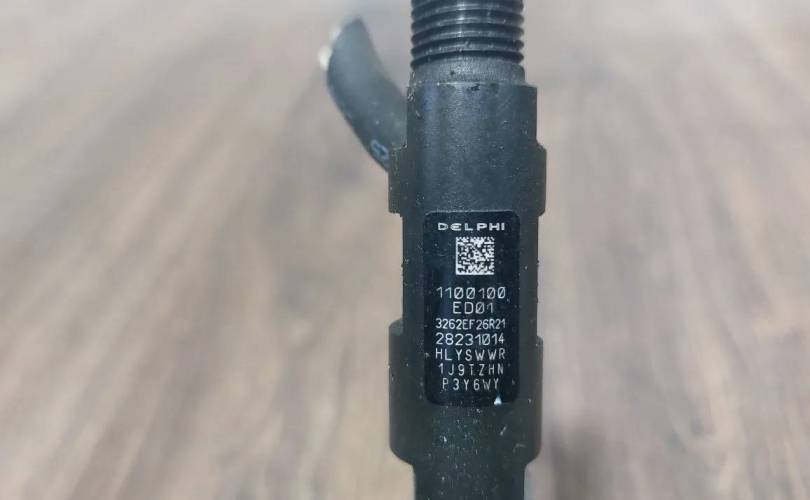 DELPHI
1100100
ED01
3262EF26R21
28231014
HLYSWWR
1J9TZHN
P3Y6WY